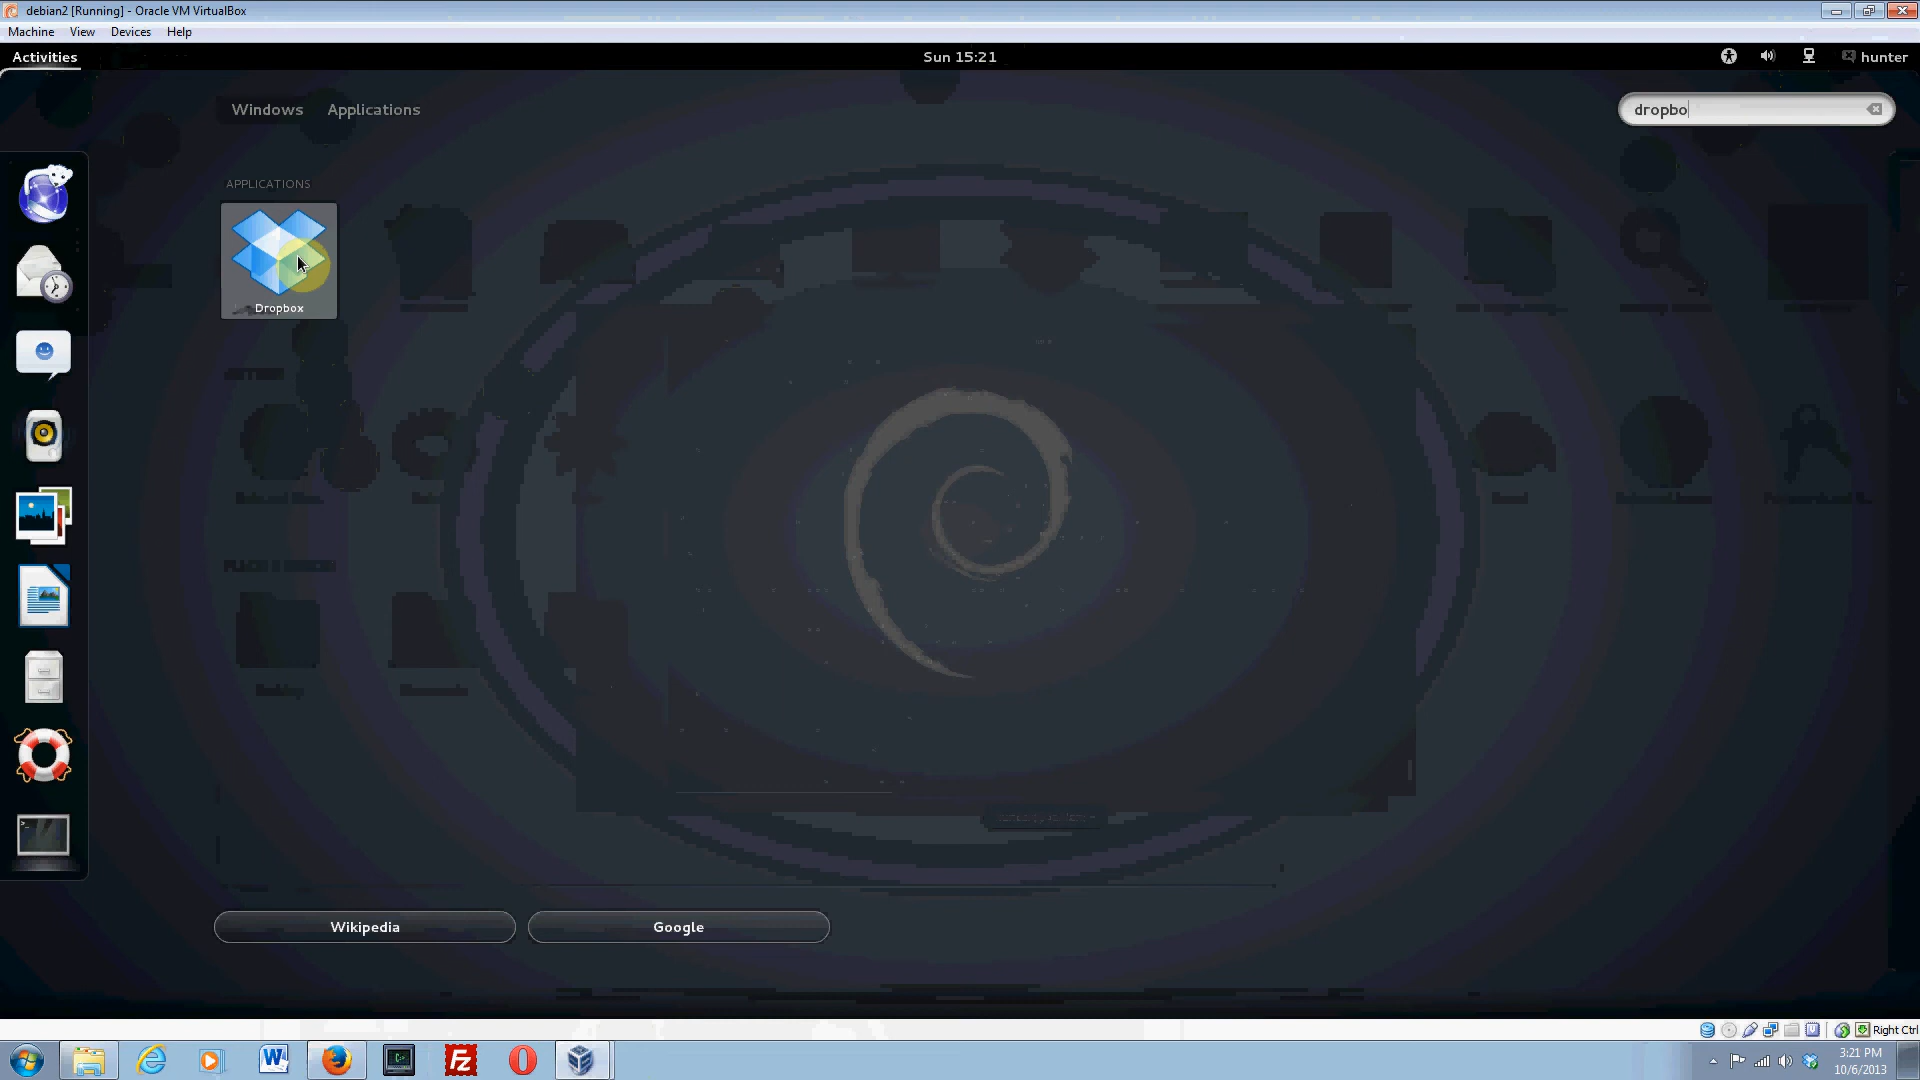 debian2 [Running] - Oracle VM VirtualBox
Machine View Devices Help
Activities
Sun 15:21
hunter
Windows Applications
dropbo
APPLICATIONS
Dropbox
Wikipedia
Google
Right Ctrl
3:21 PM
10/6/2013